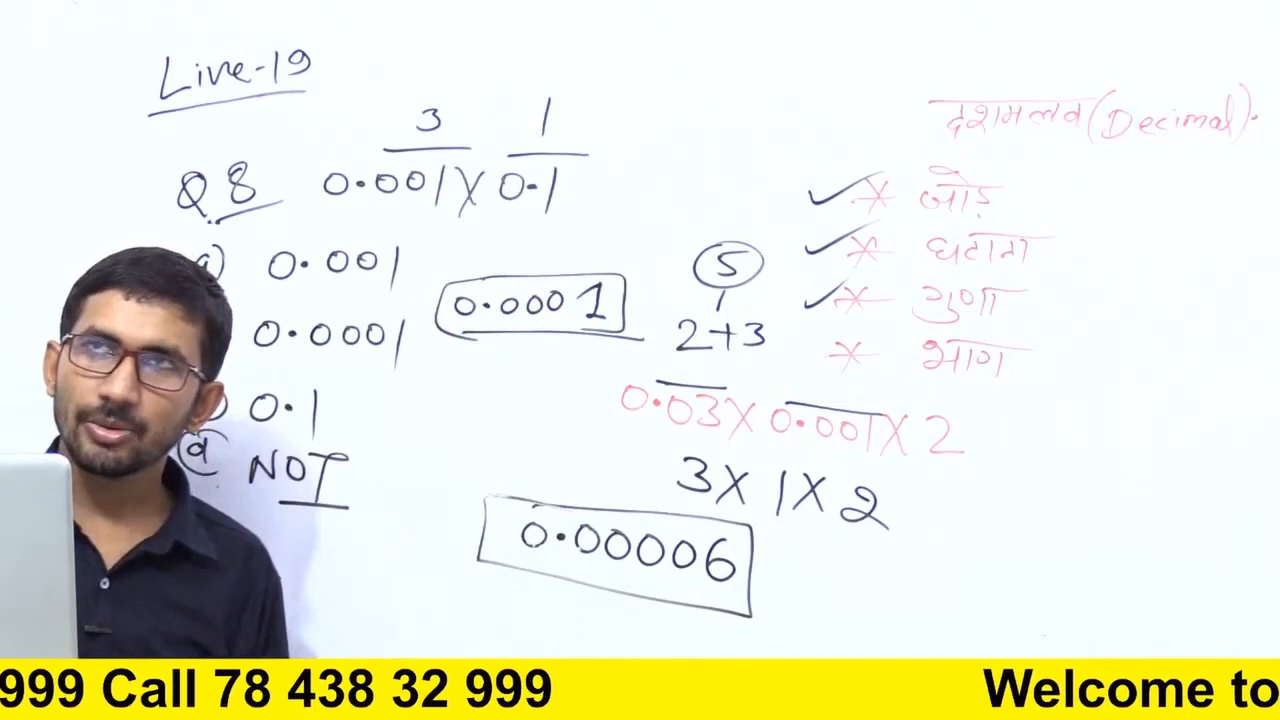 Live-19
3 1
Q 8 0.001 X 0.1
a) 0.001
0.0001
0.1
d NOT
0.0001
दशमलव (Decimal).
* जोड़
* घटाना
* गुणा
* भाग
5
2+3
0.03 X 0.001 X 2
3 X 1 X 2
0.00006
999 Call 78 438 32 999 Welcome to